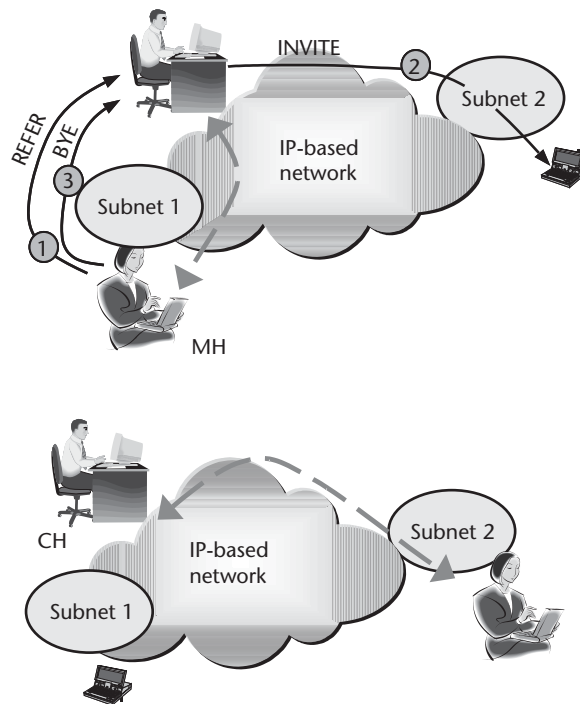 INVITE
2
Subnet 2
REFER
BYE
IP-based
network
3
Subnet 1
1
MH
CH
Subnet 2
IP-based
network
Subnet 1